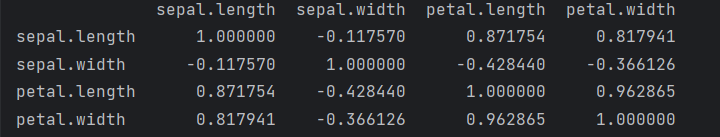 sepal.length sepal.width petal.length petal.width
sepal.length 1.000000 -0.117570 0.871754 0.817941
sepal.width -0.117570 1.000000 -0.428440 -0.366126
petal.length 0.871754 -0.428440 1.000000 0.962865
petal.width 0.817941 -0.366126 0.962865 1.000000